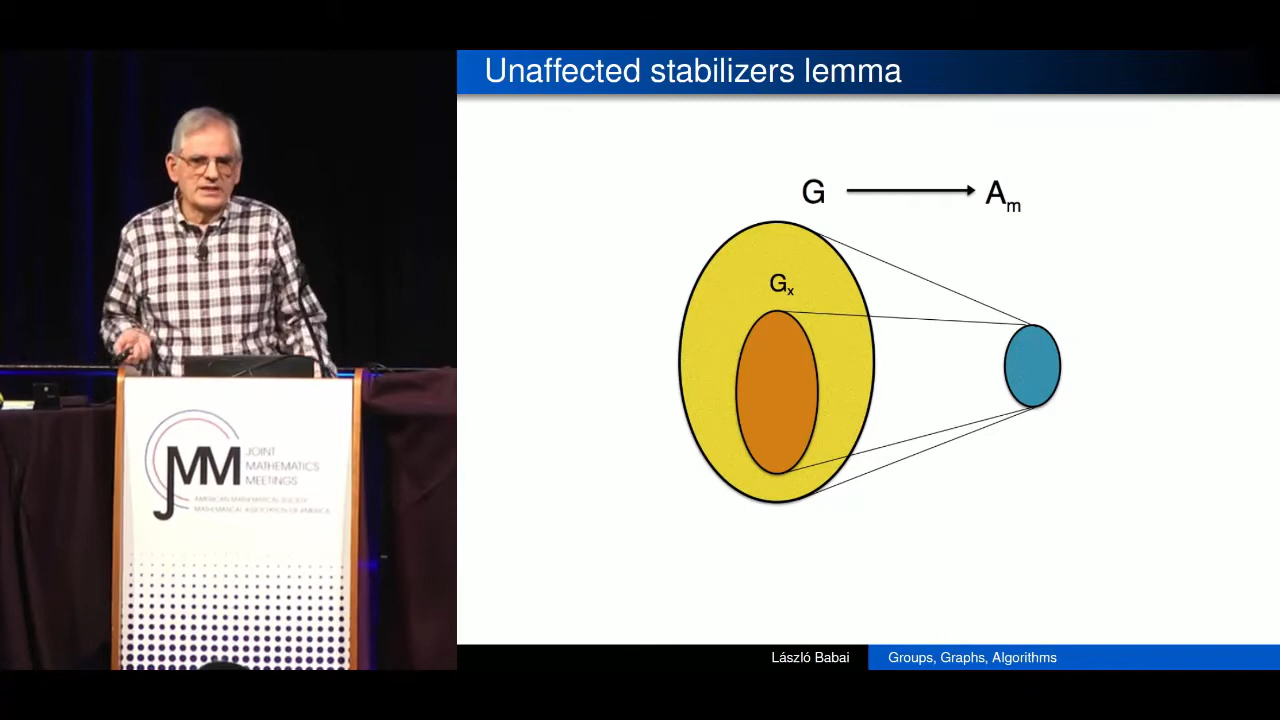 Unaffected stabilizers lemma
G
A_m
G_x
JMM
JOINT
MATHEMATICS
MEETINGS
AMERICAN MATHEMATICAL SOCIETY
MATHEMATICAL ASSOCIATION OF AMERICA
László Babai
Groups, Graphs, Algorithms